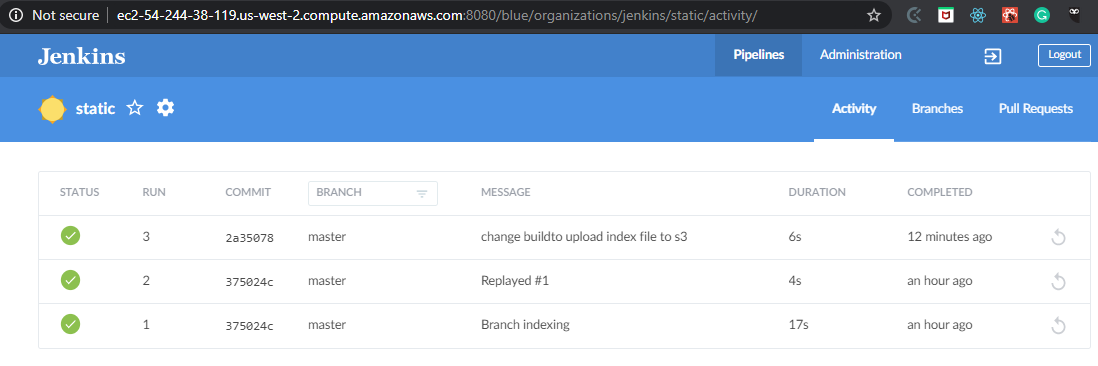 Not secure | ec2-54-244-38-119.us-west-2.compute.amazonaws.com:8080/blue/organizations/jenkins/static/activity/
Jenkins Pipelines Administration Logout
static Activity Branches Pull Requests
STATUS RUN COMMIT BRANCH MESSAGE DURATION COMPLETED
3 2a35078 master change buildto upload index file to s3 6s 12 minutes ago
2 375024c master Replayed #1 4s an hour ago
1 375024c master Branch indexing 17s an hour ago